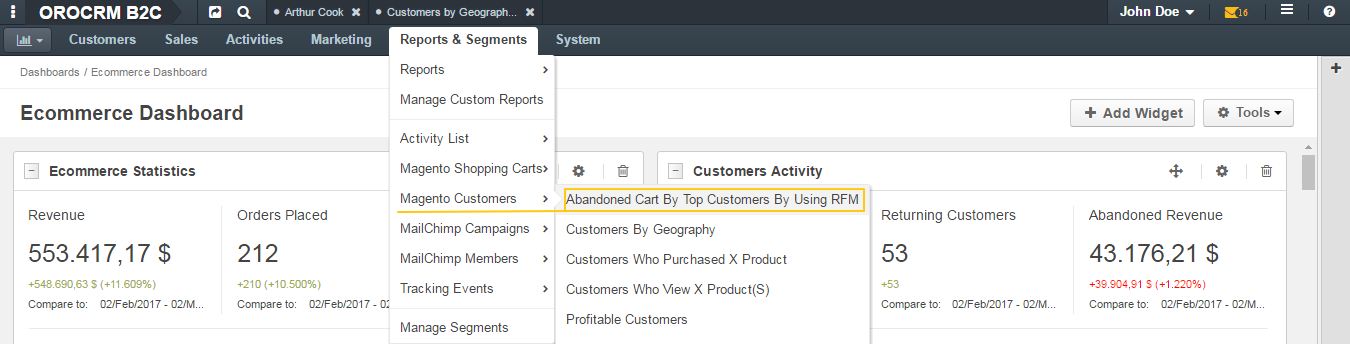 OROCRM B2C
Arthur Cook ×
Customers by Geograph... ×
John Doe
16
Customers
Sales
Activities
Marketing
Reports & Segments
System
Dashboards / Ecommerce Dashboard
Ecommerce Dashboard
+ Add Widget
Tools
Reports
Manage Custom Reports
Activity List
Magento Shopping Carts
Magento Customers
MailChimp Campaigns
MailChimp Members
Tracking Events
Manage Segments
Abandoned Cart By Top Customers By Using RFM
Customers By Geography
Customers Who Purchased X Product
Customers Who View X Product(S)
Profitable Customers
Ecommerce Statistics
Revenue
553.417,17 $
+548.690,63 $ (+11.609%)
Compare to: 02/Feb/2017 - 02/M...
Orders Placed
212
+210 (+10.500%)
Compare to: 02/Feb/2017 - 02
Customers Activity
Returning Customers
53
+53
Compare to: 02/Feb/2017 - 02/M...
Abandoned Revenue
43.176,21 $
+39.904,91 $ (+1.220%)
Compare to: 02/Feb/2017 - 02/M...